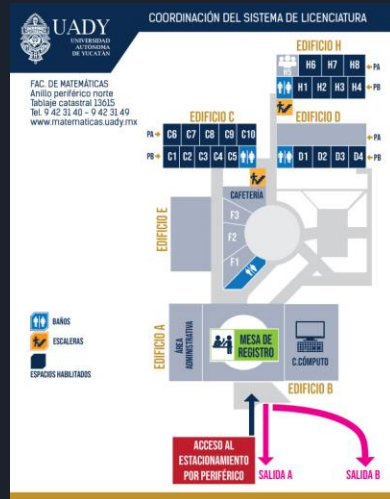 UADY
UNIVERSIDAD
AUTÓNOMA
DE YUCATÁN
COORDINACIÓN DEL SISTEMA DE LICENCIATURA
FAC. DE MATEMÁTICAS
Anillo periférico norte
Tablaje catastral 13615
Tel. 9 42 31 40 - 9 42 31 49
www.matematicas.uady.mx
EDIFICIO H
H6 H7 H8 PA
H1 H2 H3 H4 PB
EDIFICIO C
PA C6 C7 C8 C9 C10
PB C1 C2 C3 C4 C5
EDIFICIO D
PA
D1 D2 D3 D4 PB
CAFETERÍA
EDIFICIO E
F3
F2
F1
BAÑOS
ESCALERAS
ESPACIOS HABILITADOS
EDIFICIO A
ÁREA
ADMINISTRATIVA
MESA DE
REGISTRO
C.CÓMPUTO
EDIFICIO B
ACCESO AL
ESTACIONAMIENTO
POR PERIFÉRICO
SALIDA A
SALIDA B